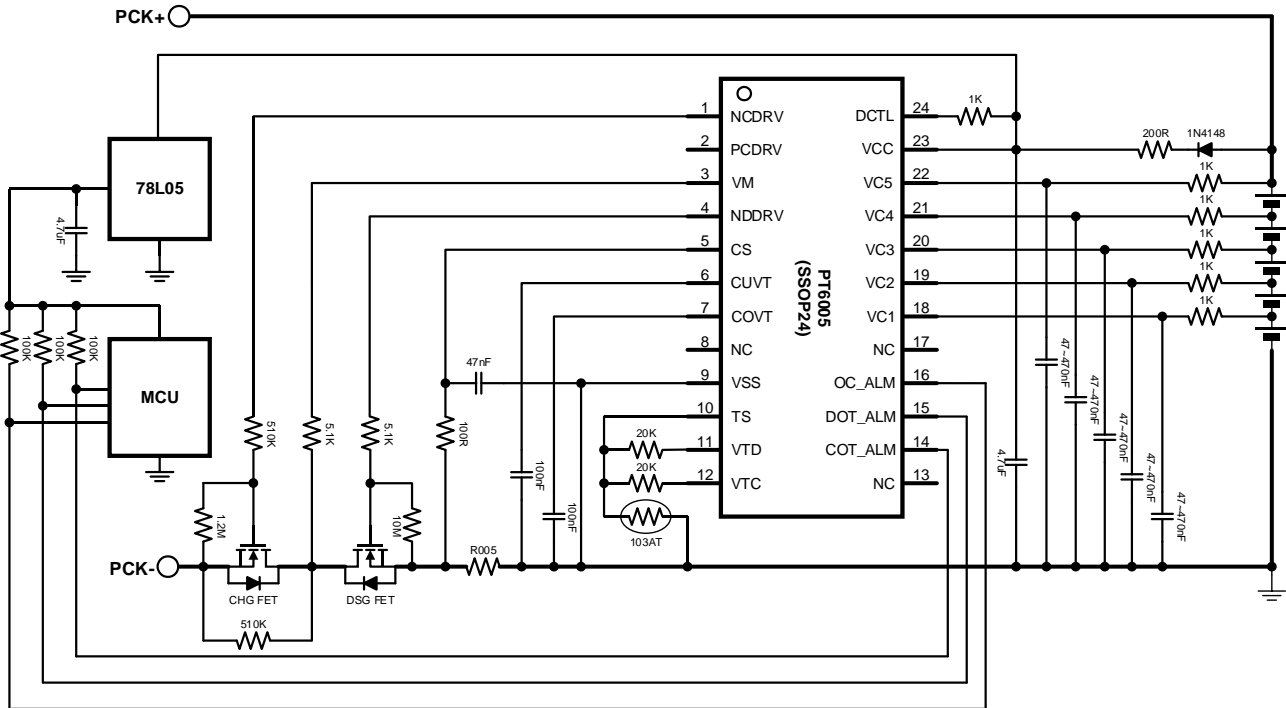 PCK+
78L05
4.7uF
100K
100K
100K
MCU
1 NCDRV
2 PCDRV
3 VM
4 NDDRV
5 CS
6 CUVT
7 COVT
8 NC
9 VSS
10 TS
11 VTD
12 VTC
PT6005
(SSOP24)
DCTL 24
VCC 23
VC5 22
VC4 21
VC3 20
VC2 19
VC1 18
NC 17
OC_ALM 16
DOT_ALM 15
COT_ALM 14
NC 13
1K
200R
1N4148
1K
1K
1K
1K
1K
47nF
510K
5.1K
5.1K
100R
20K
20K
103AT
100nF
100nF
4.7uF
47~470nF
47~470nF
47~470nF
47~470nF
47~470nF
1.2M
10M
R005
PCK-
CHG FET
DSG FET
510K